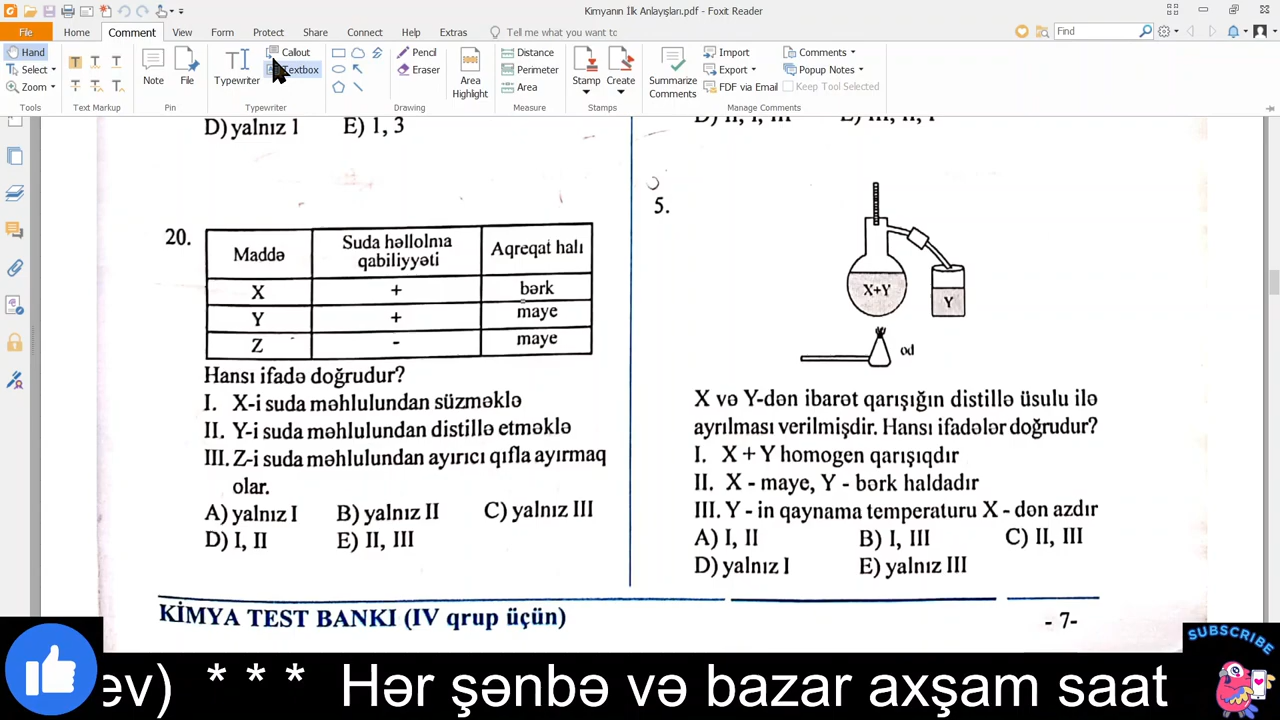 Kimyanın İlk Anlayışları.pdf - Foxit Reader
File
Home
Comment
View
Form
Protect
Share
Connect
Help
Extras
Tell me what you want to
Find
Hand
Select
Zoom
Tools
Text Markup
Note
File
Pin
Typewriter
Callout
Textbox
Typewriter
Pencil
Eraser
Drawing
Area
Highlight
Distance
Perimeter
Area
Measure
Stamp
Create
Stamps
Summarize
Comments
Import
Export
FDF via Email
Comments
Popup Notes
Keep Tool Selected
Manage Comments
D) yalnız 1 E) 1, 3
20.
Maddə Suda həllolma qabiliyyəti Aqreqat halı
X + bərk
Y + maye
Z - maye
Hansı ifadə doğrudur?
I. X-i suda məhlulundan süzməklə
II. Y-i suda məhlulundan distillə etməklə
III. Z-i suda məhlulundan ayırıcı qıfla ayırmaq
olar.
A) yalnız I B) yalnız II C) yalnız III
D) I, II E) II, III
D) II, I, III E) III, II, I
5.
X+Y
Y
od
X və Y-dən ibarət qarışığın distillə üsulu ilə
ayrılması verilmişdir. Hansı ifadələr doğrudur?
I. X + Y homogen qarışıqdır
II. X - maye, Y - bərk haldadır
III. Y - in qaynama temperaturu X - dən azdır
A) I, II B) I, III C) II, III
D) yalnız I E) yalnız III
KİMYA TEST BANKI (IV qrup üçün)
- 7-
ev) * * * Hər şənbə və bazar axşam saat
SUBSCRIBE